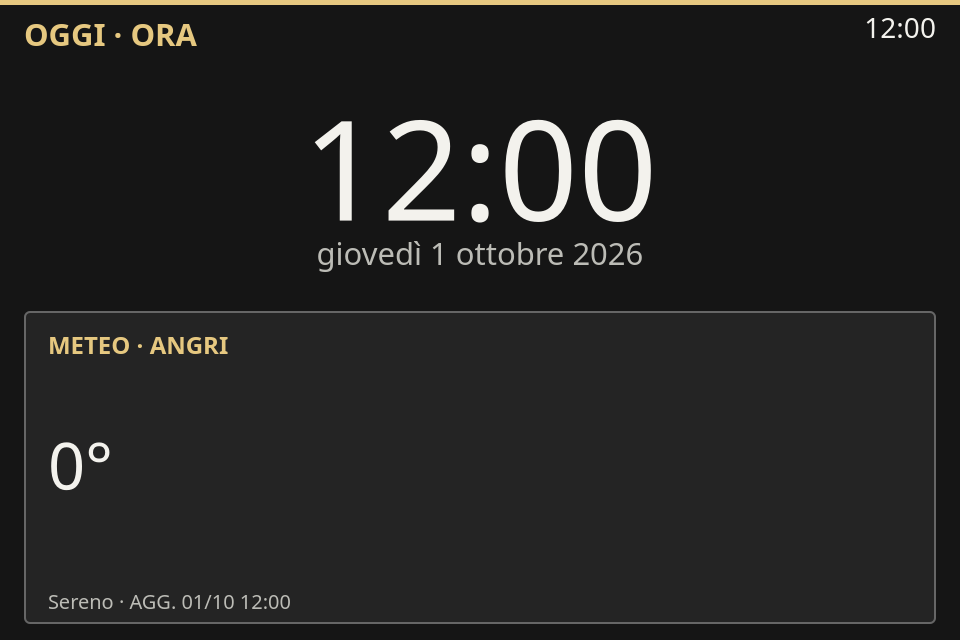 OGGI · ORA
12:00
12:00
giovedì 1 ottobre 2026
METEO · ANGRI
0°
Sereno · AGG. 01/10 12:00